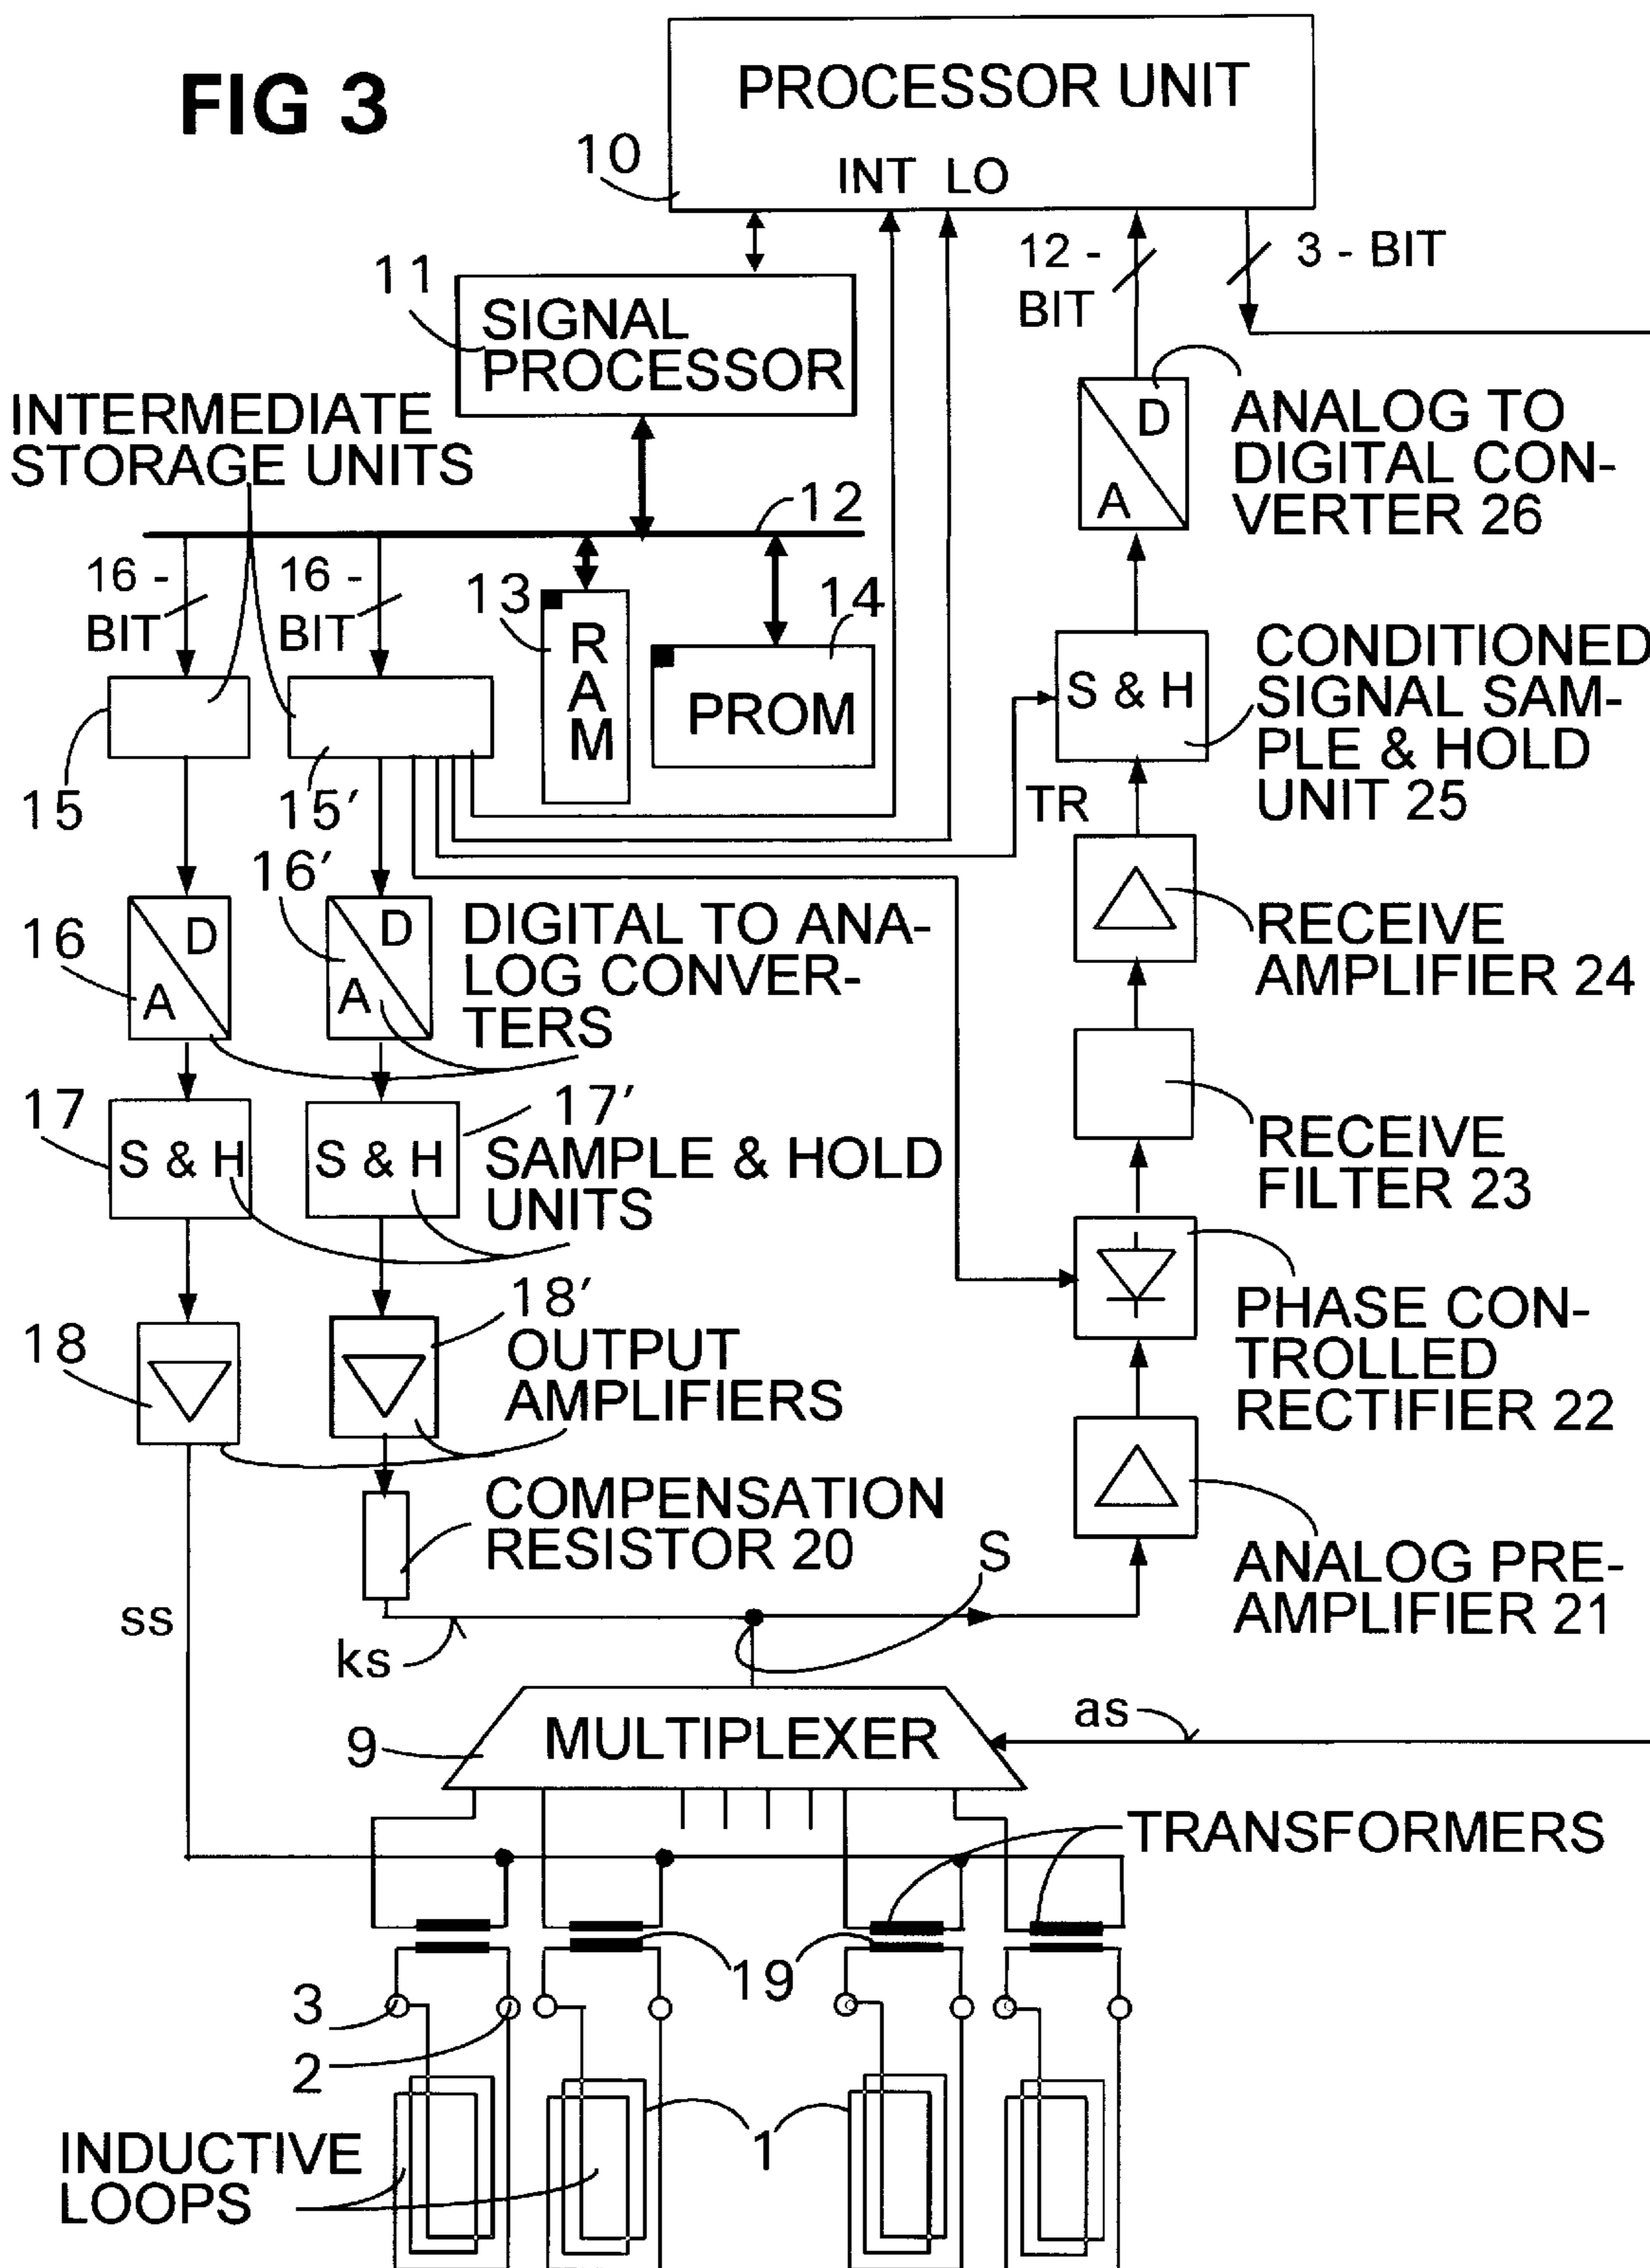 FIG 3
PROCESSOR UNIT
10
INT LO
12 -
BIT
3 - BIT
11
SIGNAL
PROCESSOR
INTERMEDIATE
STORAGE UNITS
D
A
ANALOG TO
DIGITAL CON-
VERTER 26
12
16 -
BIT
16 -
BIT
13
RAM
14
PROM
S & H
CONDITIONED
SIGNAL SAM-
PLE & HOLD
UNIT 25
15
15'
TR
16'
16
D
A
D
A
DIGITAL TO ANA-
LOG CONVER-
TERS
RECEIVE
AMPLIFIER 24
17
S & H
S & H
17'
SAMPLE & HOLD
UNITS
RECEIVE
FILTER 23
18
18'
OUTPUT
AMPLIFIERS
PHASE CON-
TROLLED
RECTIFIER 22
COMPENSATION
RESISTOR 20
S
ANALOG PRE-
AMPLIFIER 21
ss
ks
9
MULTIPLEXER
as
TRANSFORMERS
19
3
2
1
INDUCTIVE
LOOPS